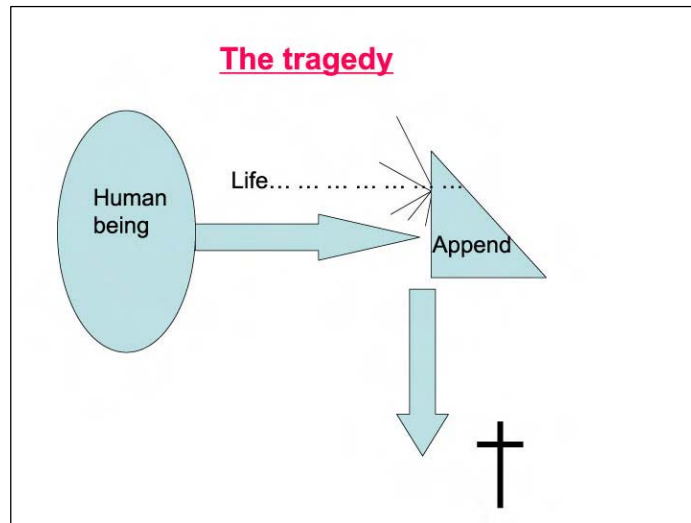 The tragedy
Life... ... ... ... ... ... ...
Human
being
Append